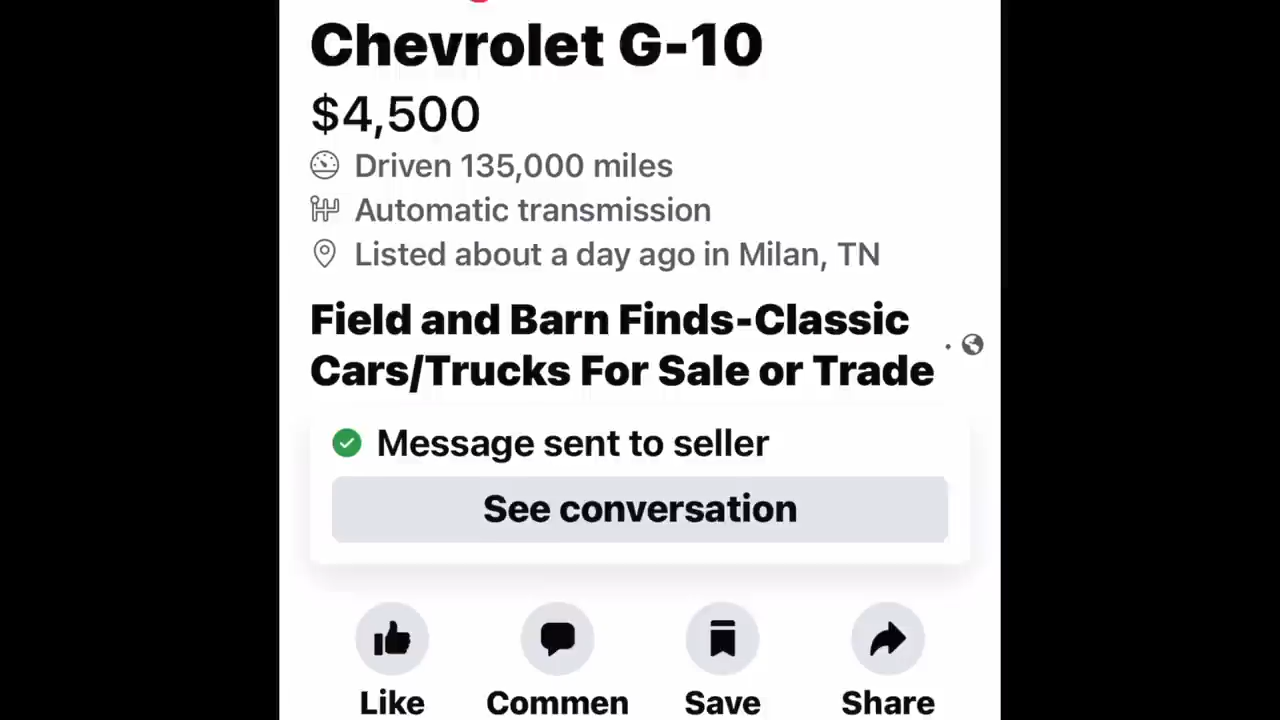 Chevrolet G-10
$4,500
Driven 135,000 miles
Automatic transmission
Listed about a day ago in Milan, TN
Field and Barn Finds-Classic
Cars/Trucks For Sale or Trade
Message sent to seller
See conversation
Like Commen Save Share